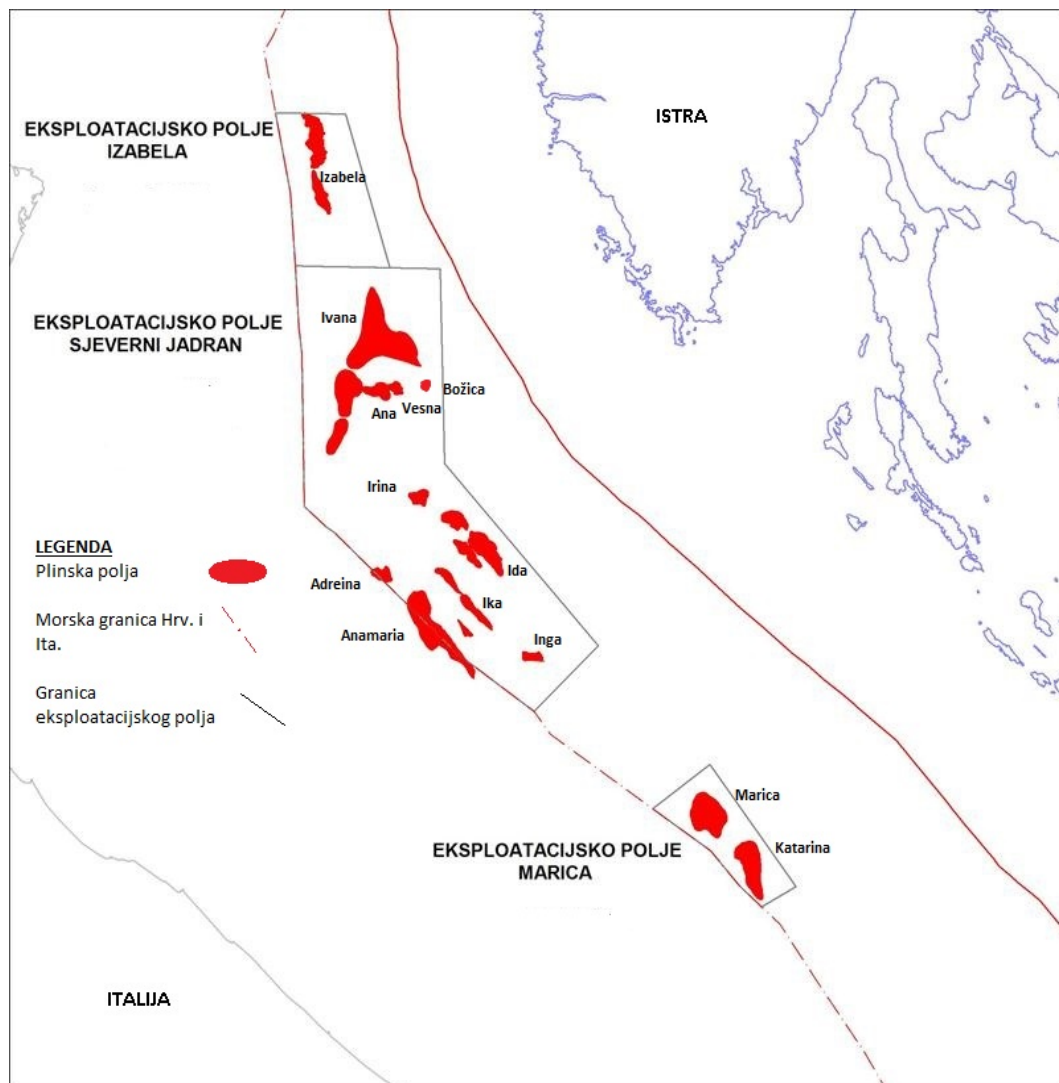 ISTRA
EKSPLOATACIJSKO POLJE
IZABELA
Izabela
EKSPLOATACIJSKO POLJE
SJEVERNI JADRAN
Ivana
Božica
Vesna
Ana
Irina
LEGENDA
Plinska polja
Ida
Adreina
Ika
Morska granica Hrv. i
Ita.
Anamaria
Inga
Granica
eksploatacijskog polja
Marica
Katarina
EKSPLOATACIJSKO POLJE
MARICA
ITALIJA